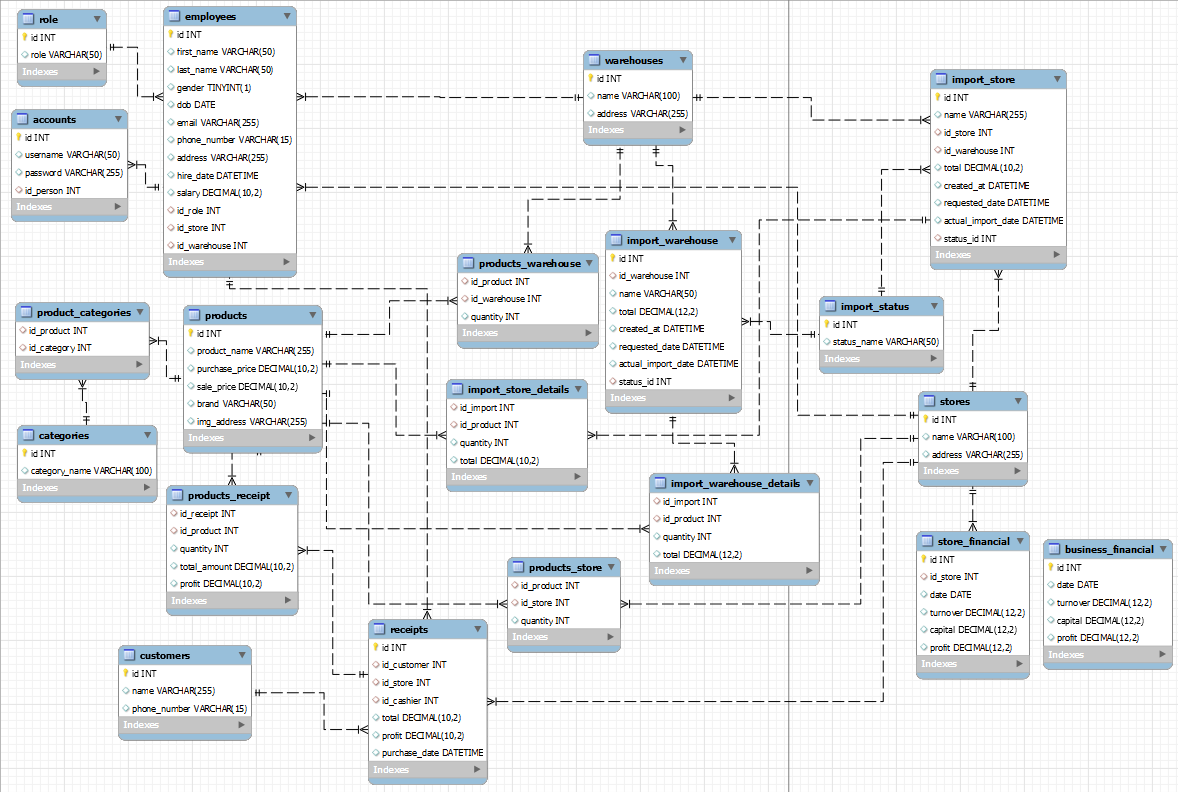 role
id INT
role VARCHAR(50)
Indexes
employees
id INT
first_name VARCHAR(50)
last_name VARCHAR(50)
gender TINYINT(1)
dob DATE
email VARCHAR(255)
phone_number VARCHAR(15)
address VARCHAR(255)
hire_date DATETIME
salary DECIMAL(10,2)
id_role INT
id_store INT
id_warehouse INT
Indexes
accounts
id INT
username VARCHAR(50)
password VARCHAR(255)
id_person INT
Indexes
warehouses
id INT
name VARCHAR(100)
address VARCHAR(255)
Indexes
import_store
id INT
name VARCHAR(255)
id_store INT
id_warehouse INT
total DECIMAL(10,2)
created_at DATETIME
requested_date DATETIME
actual_import_date DATETIME
status_id INT
Indexes
products_warehouse
id_product INT
id_warehouse INT
quantity INT
Indexes
import_warehouse
id INT
id_warehouse INT
name VARCHAR(50)
total DECIMAL(12,2)
created_at DATETIME
requested_date DATETIME
actual_import_date DATETIME
status_id INT
Indexes
import_status
id INT
status_name VARCHAR(50)
Indexes
product_categories
id_product INT
id_category INT
Indexes
products
id INT
product_name VARCHAR(255)
purchase_price DECIMAL(10,2)
sale_price DECIMAL(10,2)
brand VARCHAR(50)
img_address VARCHAR(255)
Indexes
import_store_details
id_import INT
id_product INT
quantity INT
total DECIMAL(10,2)
Indexes
stores
id INT
name VARCHAR(100)
address VARCHAR(255)
Indexes
categories
id INT
category_name VARCHAR(100)
Indexes
products_receipt
id_receipt INT
id_product INT
quantity INT
total_amount DECIMAL(10,2)
profit DECIMAL(10,2)
Indexes
import_warehouse_details
id_import INT
id_product INT
quantity INT
total DECIMAL(12,2)
Indexes
products_store
id_product INT
id_store INT
quantity INT
Indexes
store_financial
id INT
id_store INT
date DATE
turnover DECIMAL(12,2)
capital DECIMAL(12,2)
profit DECIMAL(12,2)
Indexes
business_financial
id INT
date DATE
turnover DECIMAL(12,2)
capital DECIMAL(12,2)
profit DECIMAL(12,2)
Indexes
customers
id INT
name VARCHAR(255)
phone_number VARCHAR(15)
Indexes
receipts
id INT
id_customer INT
id_store INT
id_cashier INT
total DECIMAL(10,2)
profit DECIMAL(10,2)
purchase_date DATETIME
Indexes